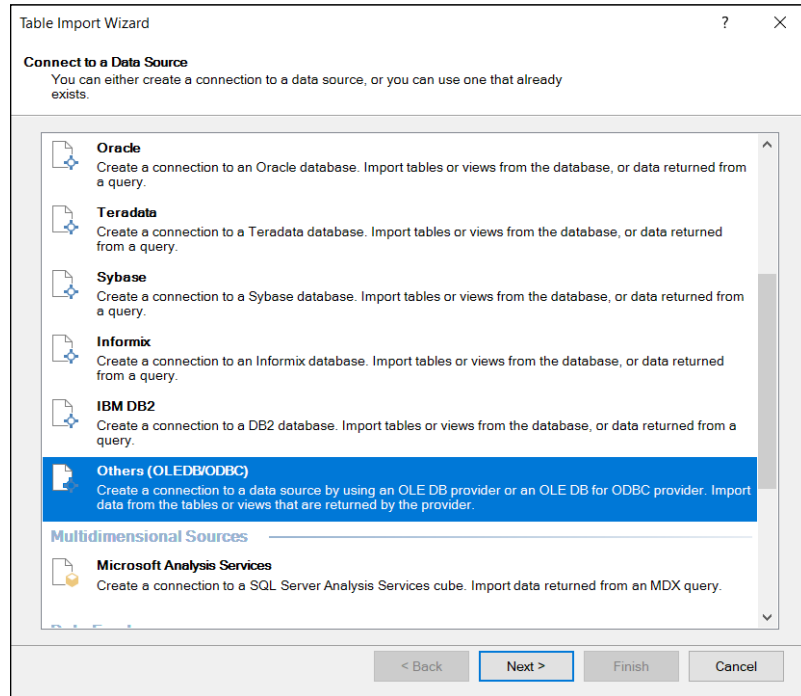 Table Import Wizard
?
Connect to a Data Source
You can either create a connection to a data source, or you can use one that already
exists.
Oracle
Create a connection to an Oracle database. Import tables or views from the database, or data returned from
a query.
Teradata
Create a connection to a Teradata database. Import tables or views from the database, or data returned
from a query.
Sybase
Create a connection to a Sybase database. Import tables or views from the database, or data returned from
a query.
Informix
Create a connection to an Informix database. Import tables or views from the database, or data returned
from a query.
IBM DB2
Create a connection to a DB2 database. Import tables or views from the database, or data returned from a
query.
Others (OLEDB/ODBC)
Create a connection to a data source by using an OLE DB provider or an OLE DB for ODBC provider. Import
data from the tables or views that are returned by the provider.
Multidimensional Sources
Microsoft Analysis Services
Create a connection to a SQL Server Analysis Services cube. Import data returned from an MDX query.
< Back
Next >
Finish
Cancel